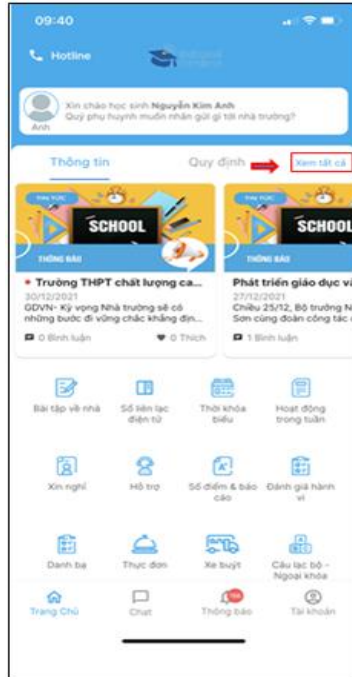 09:40
Hotline
Xin chào học sinh Nguyễn Kim Anh
Quý phụ huynh muốn nhắn gửi gì tới nhà trường?
Anh
Thông tin
Quy định
Xem tất cả
TIN TỨC
SCHOOL
THÔNG BÁO
Trường THPT chất lượng ca...
30/12/2021
GDVN- Kỳ vọng Nhà trường sẽ có
những bước đi vững chắc khẳng địn...
0 Bình luận
0 Thích
TIN TỨC
SCHOOL
THÔNG BÁO
Phát triển giáo dục và
27/12/2021
Chiều 25/12, Bộ trưởng N
Sơn cùng đoàn công tác
1 Bình luận
Bài tập về nhà
Sổ liên lạc
điện tử
Thời khóa
biểu
Hoạt động
trong tuần
Xin nghỉ
Hỗ trợ
Sổ điểm & báo
cáo
Đánh giá hành
vi
Danh bạ
Thực đơn
Xe buýt
Câu lạc bộ -
Ngoại khóa
Trang Chủ
Chat
Thông báo
Tài khoản